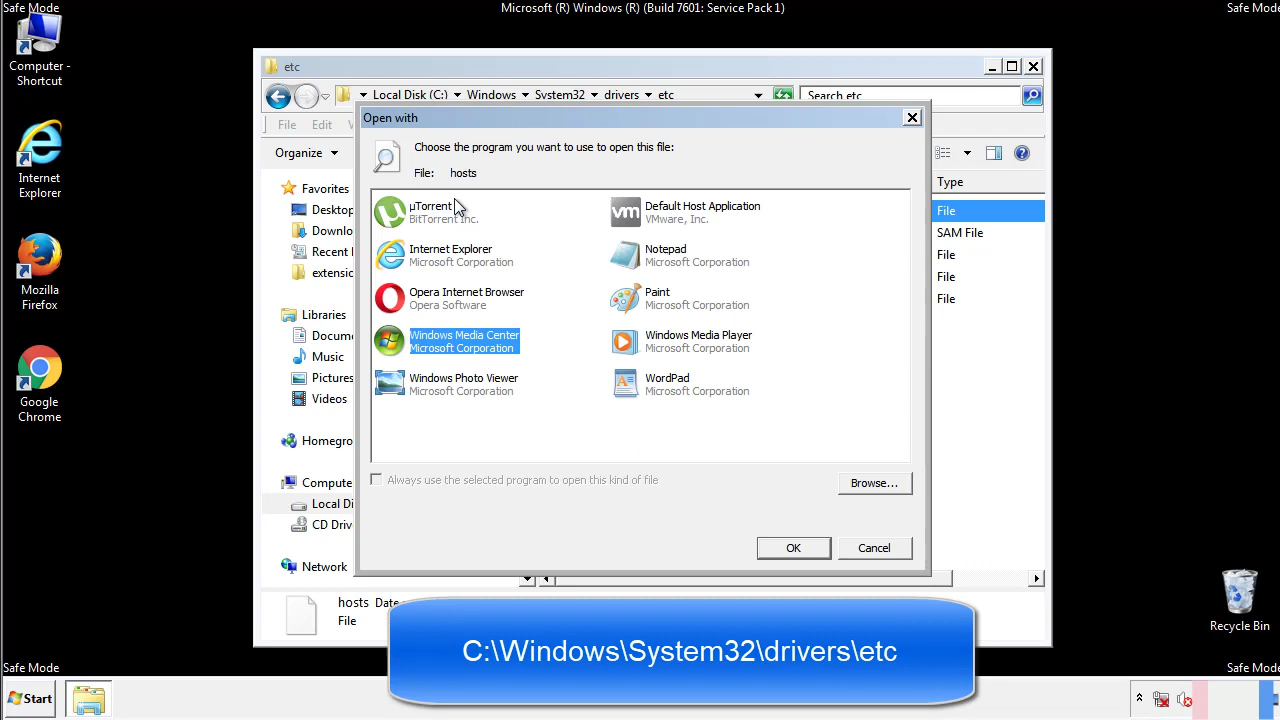 Safe Mode
Microsoft (R) Windows (R) (Build 7601: Service Pack 1)
Safe Mode
Computer - Shortcut
Internet Explorer
Mozilla Firefox
Google Chrome
etc
Local Disk (C:) Windows System32 drivers etc
Search etc
File Edit
Organize
Type
Favorites
Desktop
Downlo
Recent
extensio
Libraries
Docume
Music
Pictures
Videos
Homegro
Compute
Local Di
CD Driv
Network
File
SAM File
File
File
File
Open with
Choose the program you want to use to open this file:
File: hosts
µTorrent
BitTorrent Inc.
Default Host Application
VMware, Inc.
Internet Explorer
Microsoft Corporation
Notepad
Microsoft Corporation
Opera Internet Browser
Opera Software
Paint
Microsoft Corporation
Windows Media Center
Microsoft Corporation
Windows Media Player
Microsoft Corporation
Windows Photo Viewer
Microsoft Corporation
WordPad
Microsoft Corporation
Always use the selected program to open this kind of file
Browse...
OK
Cancel
hosts Date
File
C:\Windows\System32\drivers\etc
Recycle Bin
Safe Mode
Safe Mode
Start